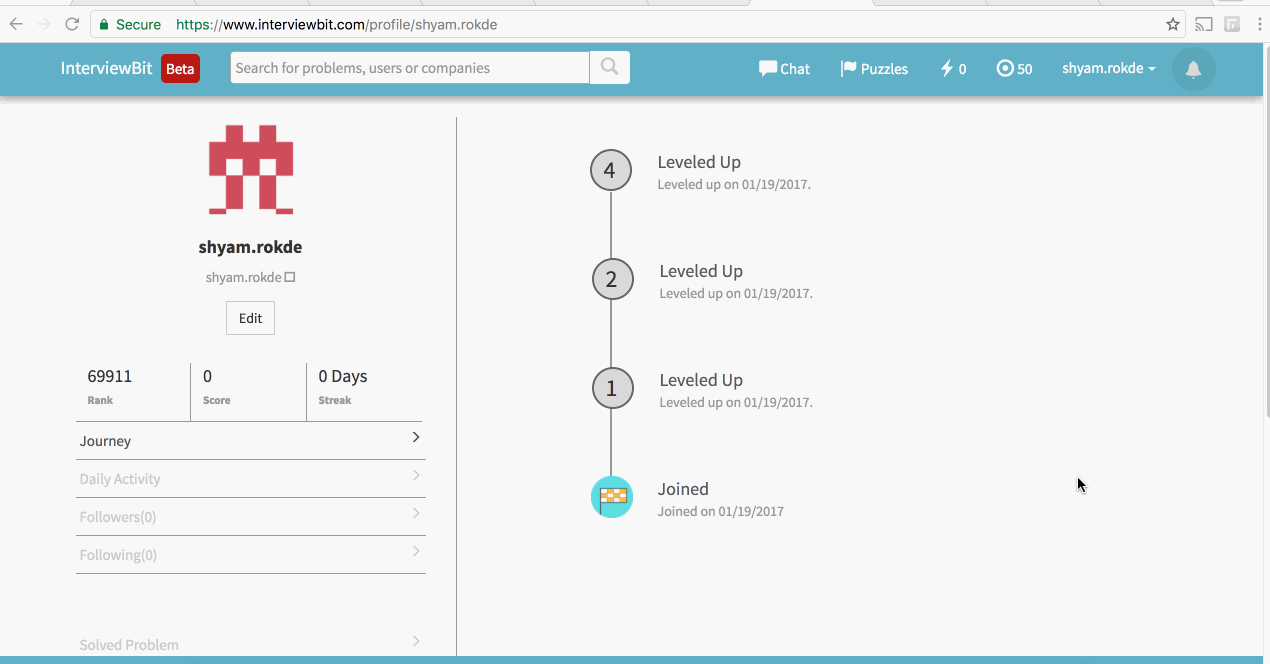 Secure https://www.interviewbit.com/profile/shyam.rokde
InterviewBit Beta Search for problems, users or companies Chat Puzzles 0 50 shyam.rokde
shyam.rokde
shyam.rokde
Edit
69911 0 0 Days
Rank Score Streak
Journey
Daily Activity
Followers(0)
Following(0)
Solved Problem
4 Leveled Up
Leveled up on 01/19/2017.
2 Leveled Up
Leveled up on 01/19/2017.
1 Leveled Up
Leveled up on 01/19/2017.
Joined
Joined on 01/19/2017